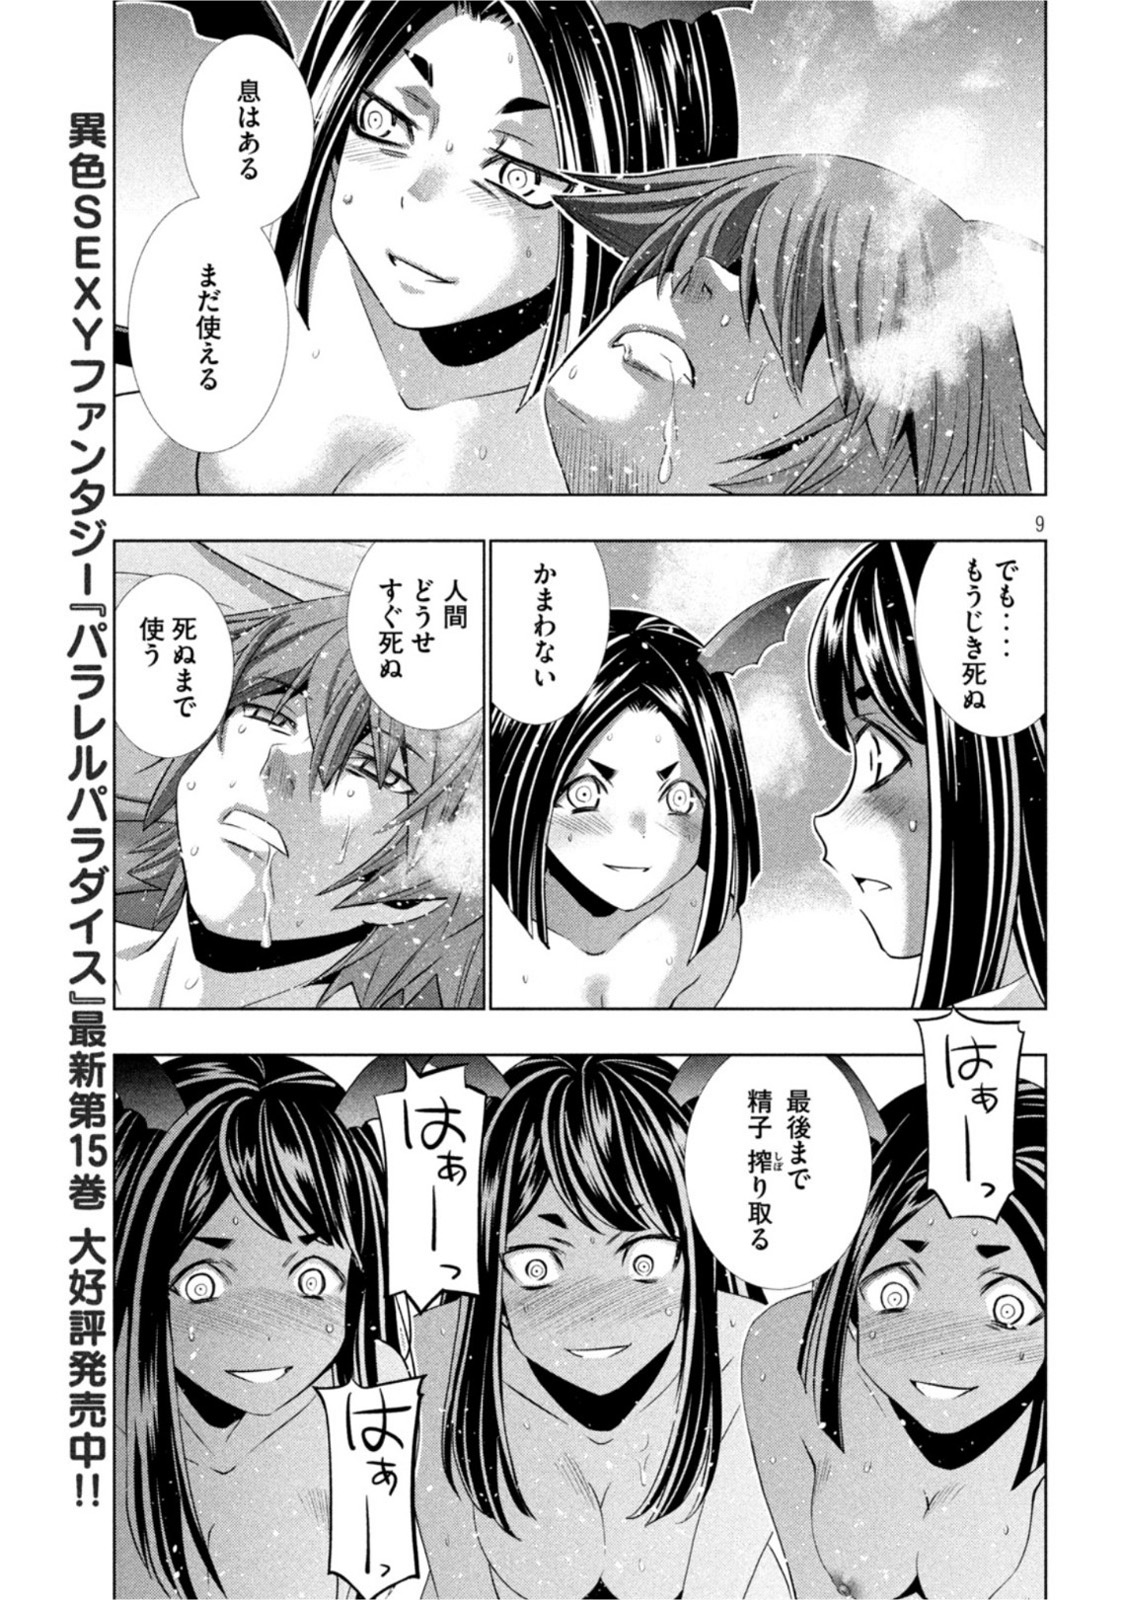 息はある
まだ使える
異色SEXYファンタジー『パラレルパラダイス』最新第15巻 大好評発売中!!
9
でも‥‥
もうじき死ぬ
かまわない
人間
どうせ
すぐ死ぬ
死ぬまで
使う
はぁーっ
最後まで
精子 搾り取る
しぼ
はぁーっ
はぁーっ